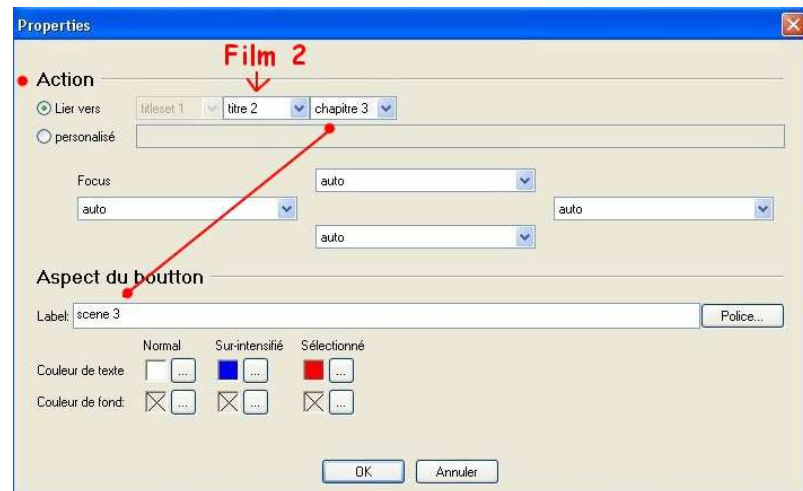 Properties
Film 2
Action
Lier vers titleset 1 titre 2 chapitre 3
personalisé
Focus auto
auto auto
auto
Aspect du boutton
Label: scene 3 Police...
Normal Sur-intensifié Sélectionné
Couleur de texte ... ... ...
Couleur de fond: ... ... ...
OK Annuler